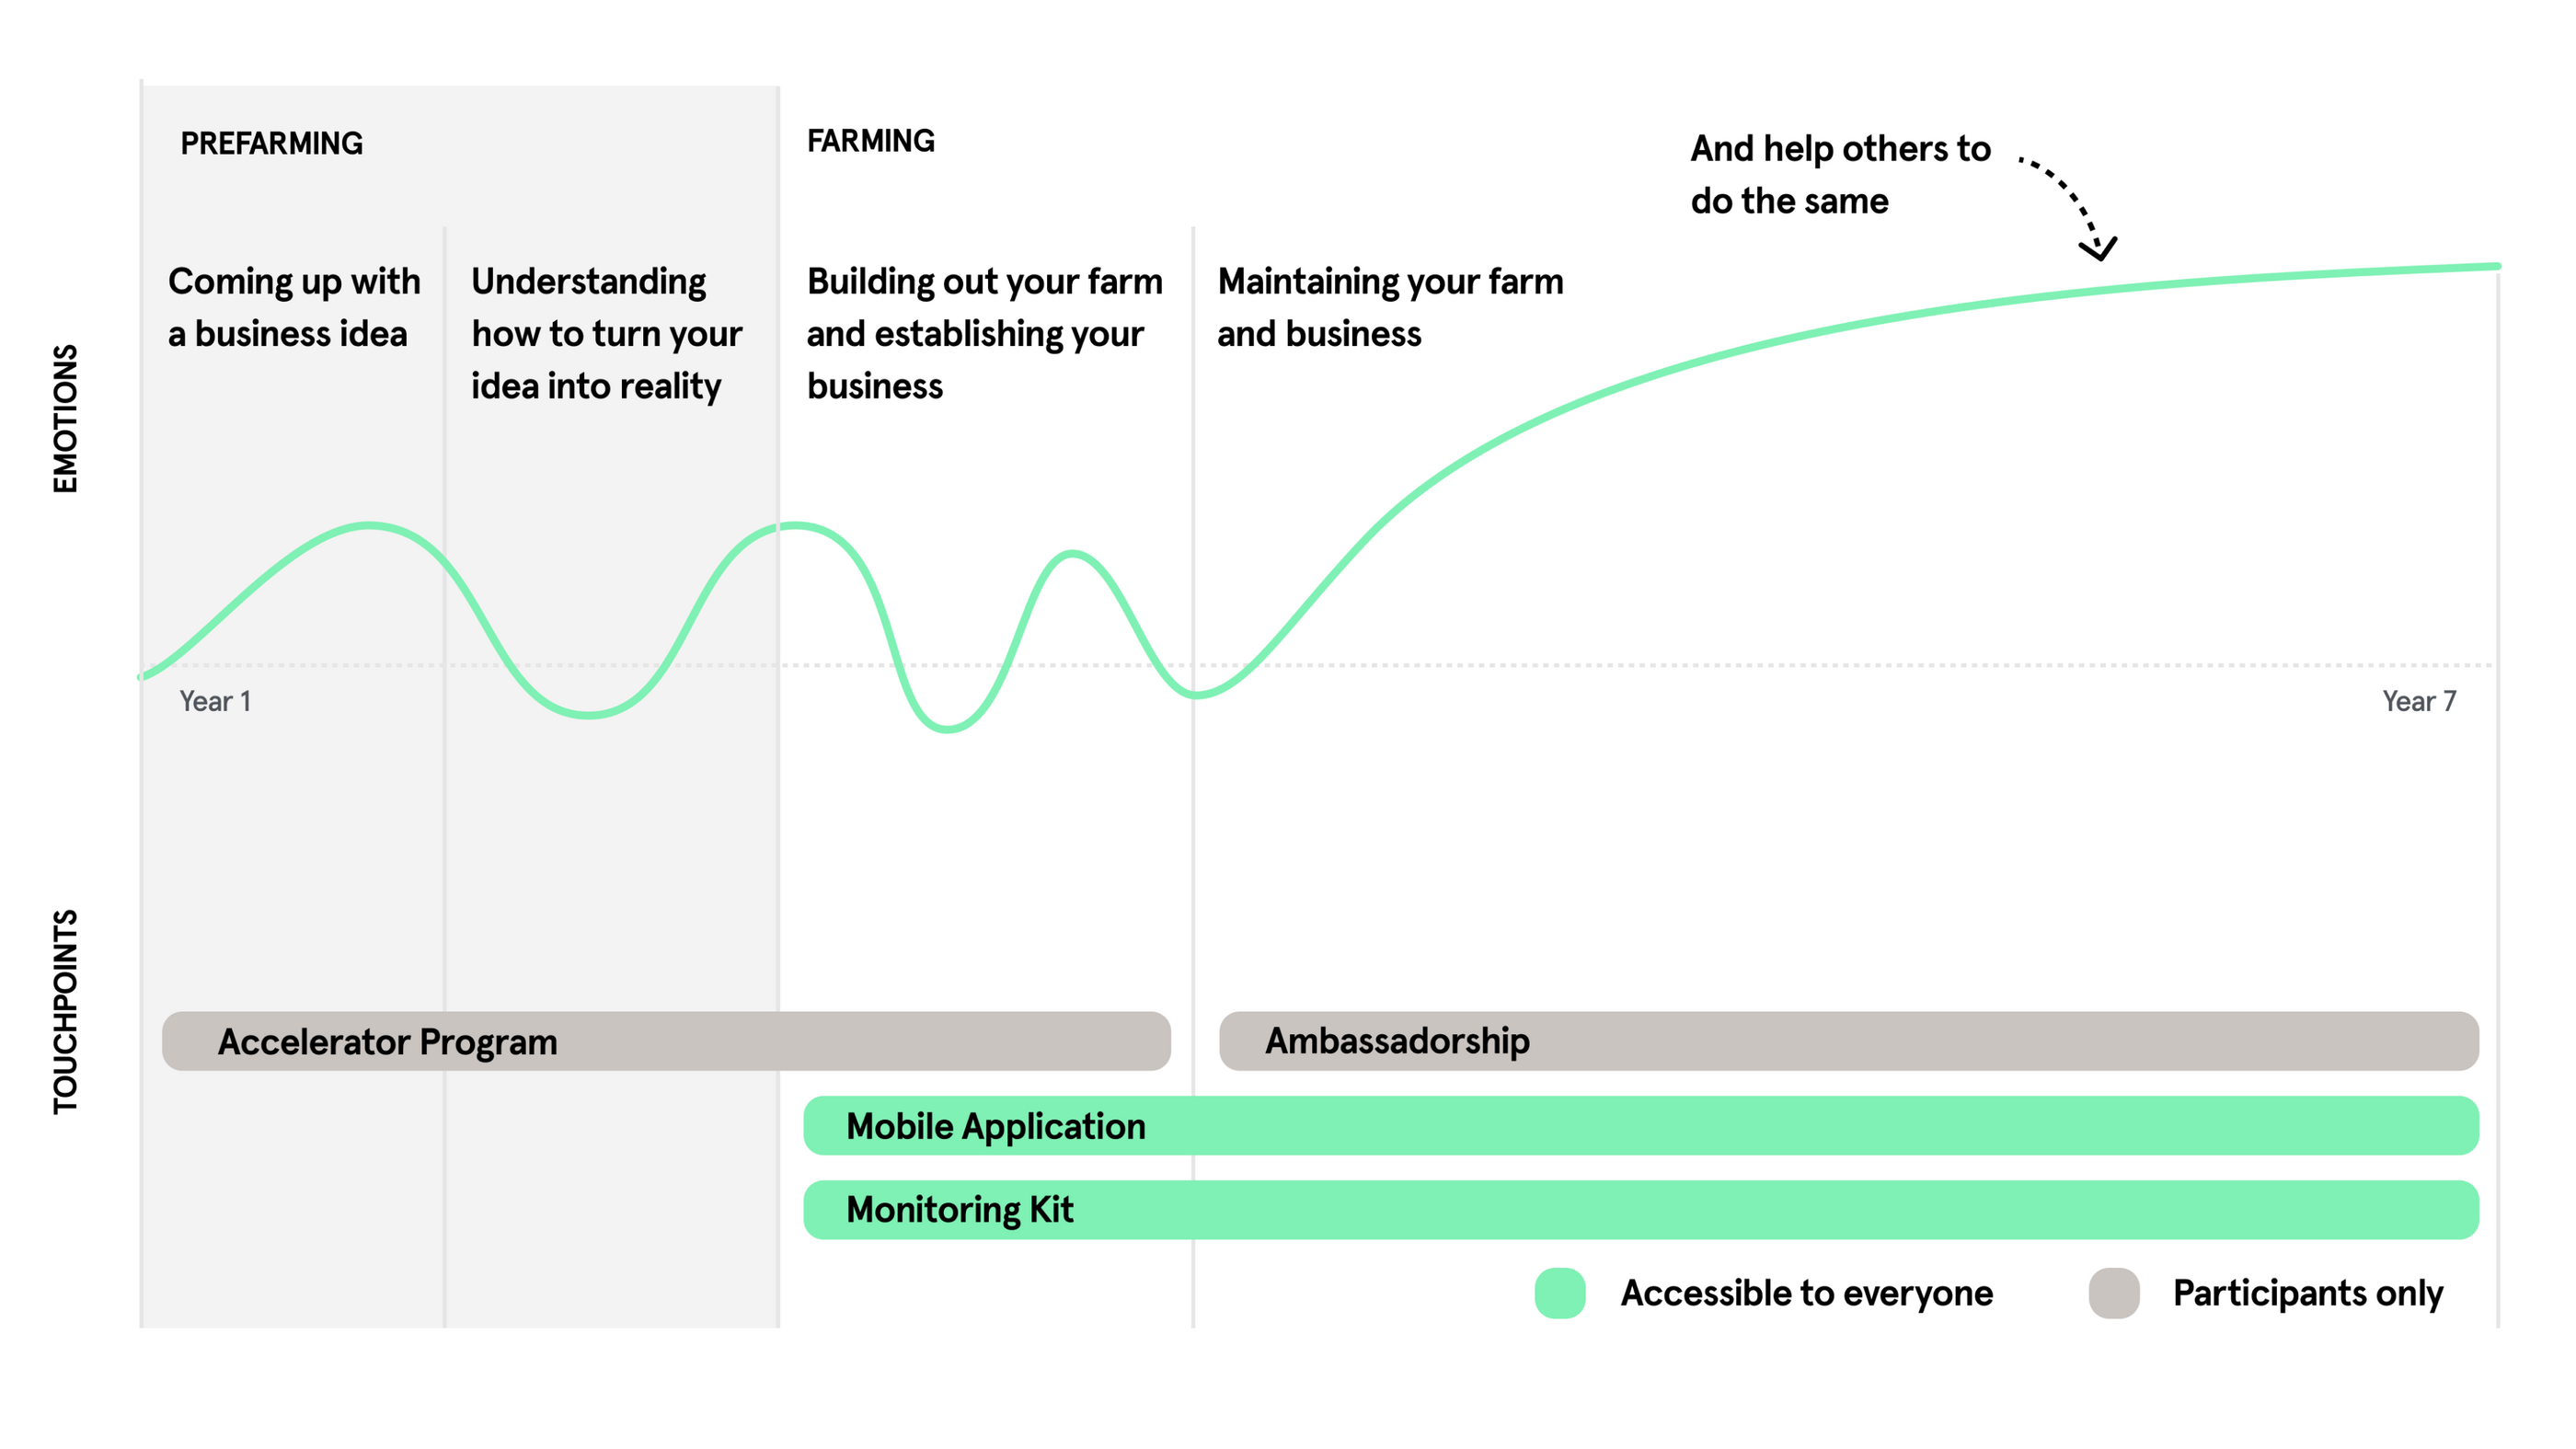 PREFARMING
FARMING
And help others to
do the same
Coming up with
a business idea
Understanding
how to turn your
idea into reality
Building out your farm
and establishing your
business
Maintaining your farm
and business
EMOTIONS
Year 1
Year 7
TOUCHPOINTS
Accelerator Program
Ambassadorship
Mobile Application
Monitoring Kit
Accessible to everyone
Participants only